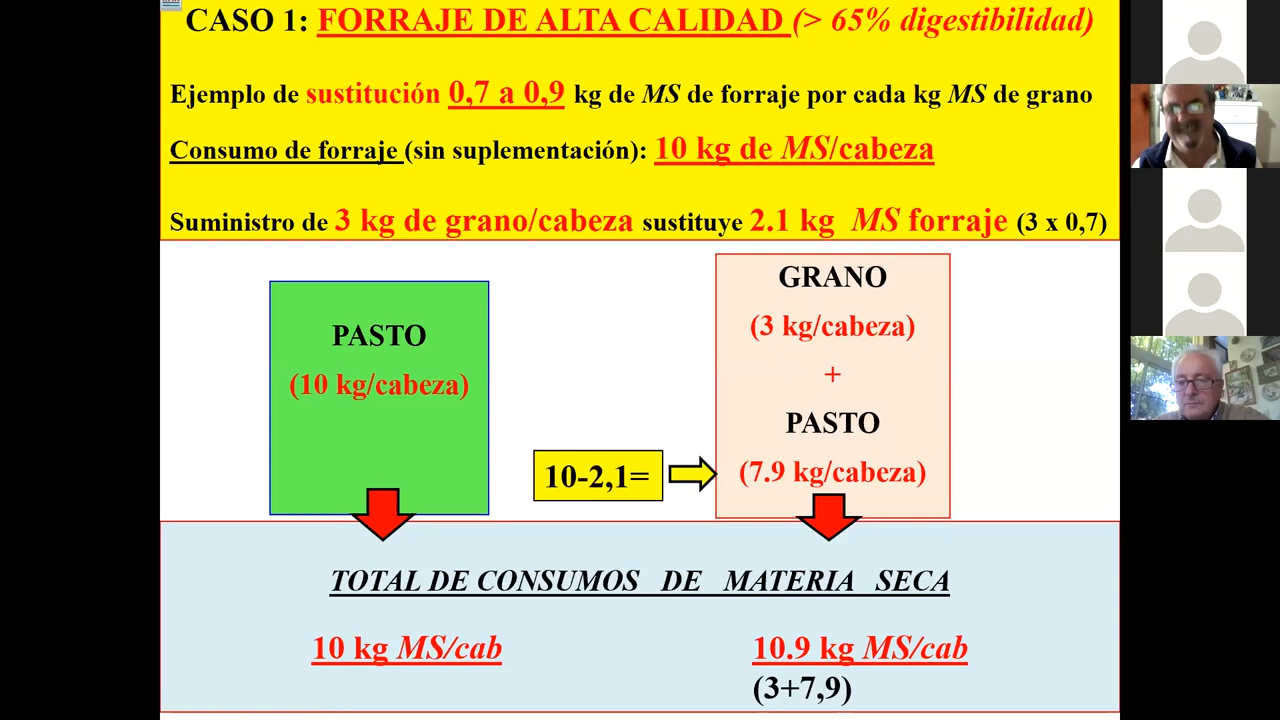 CASO 1: FORRAJE DE ALTA CALIDAD (> 65% digestibilidad)
Ejemplo de sustitución 0,7 a 0,9 kg de MS de forraje por cada kg MS de grano
Consumo de forraje (sin suplementación): 10 kg de MS/cabeza
Suministro de 3 kg de grano/cabeza sustituye 2.1 kg MS forraje (3 x 0,7)
PASTO
(10 kg/cabeza)
10-2,1=
GRANO
(3 kg/cabeza)
+
PASTO
(7.9 kg/cabeza)
TOTAL DE CONSUMOS DE MATERIA SECA
10 kg MS/cab
10.9 kg MS/cab
(3+7,9)